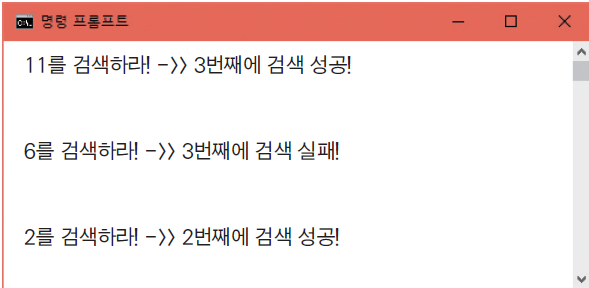 명령 프롬프트
11를 검색하라! ->> 3번째에 검색 성공!
6를 검색하라! ->> 3번째에 검색 실패!
2를 검색하라! ->> 2번째에 검색 성공!